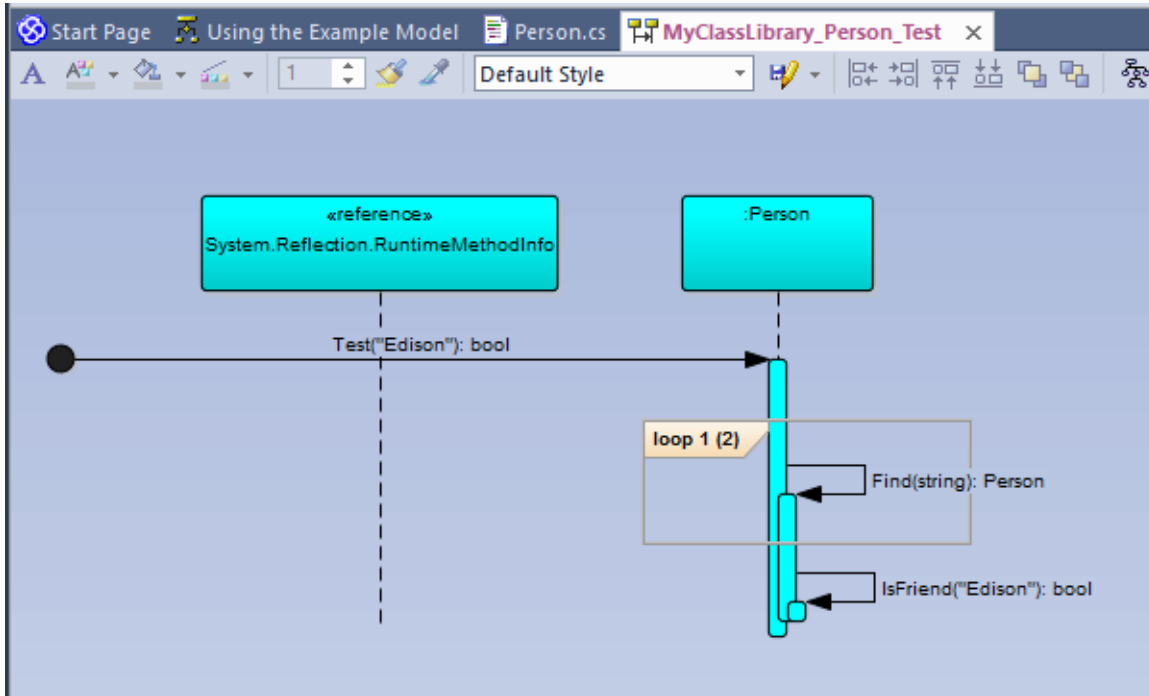 Start Page Using the Example Model Person.cs MyClassLibrary_Person_Test ×
A 1 Default Style
«reference»
System.Reflection.RuntimeMethodInfo
:Person
Test("Edison"): bool
loop 1 (2)
Find(string): Person
IsFriend("Edison"): bool